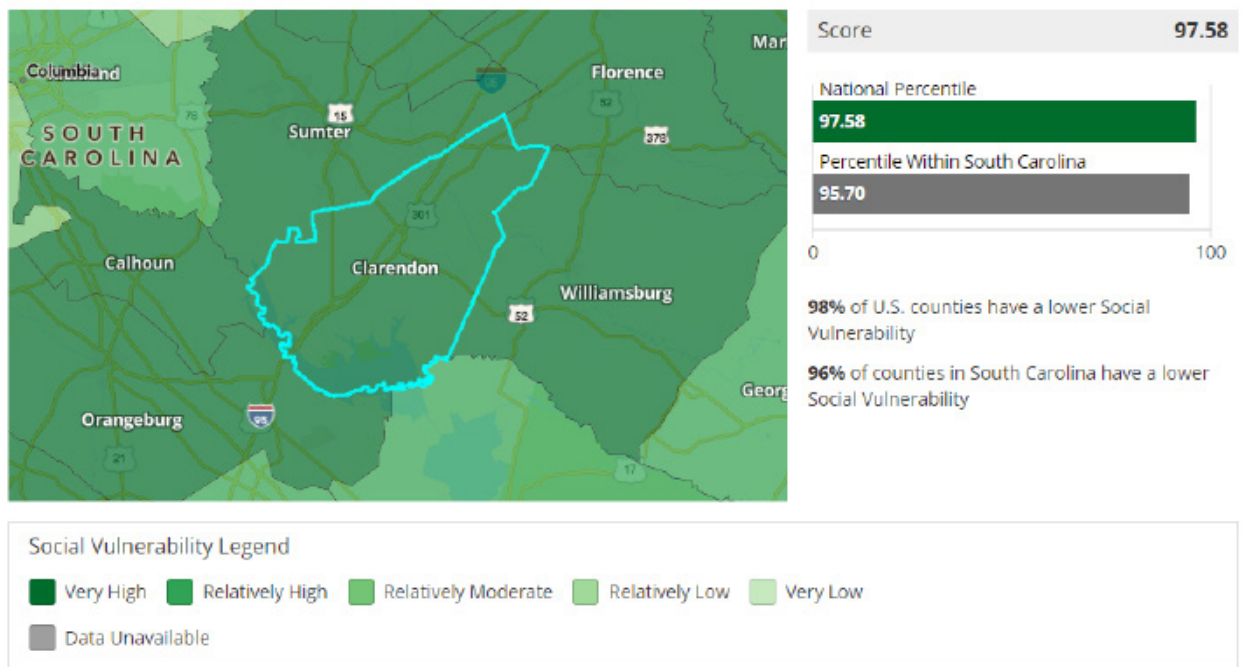 Score 97.58
National Percentile
97.58
Percentile Within South Carolina
95.70
0 100
98% of U.S. counties have a lower Social
Vulnerability
96% of counties in South Carolina have a lower
Social Vulnerability
1
Mar
Columbia
Florence
52
76
15
SOUTH
CAROLINA
Sumter
378
301
Calhoun
Clarendon
Williamsburg
52
Georg
Orangeburg
95
21
17
Social Vulnerability Legend
Very High Relatively High Relatively Moderate Relatively Low Very Low
Data Unavailable